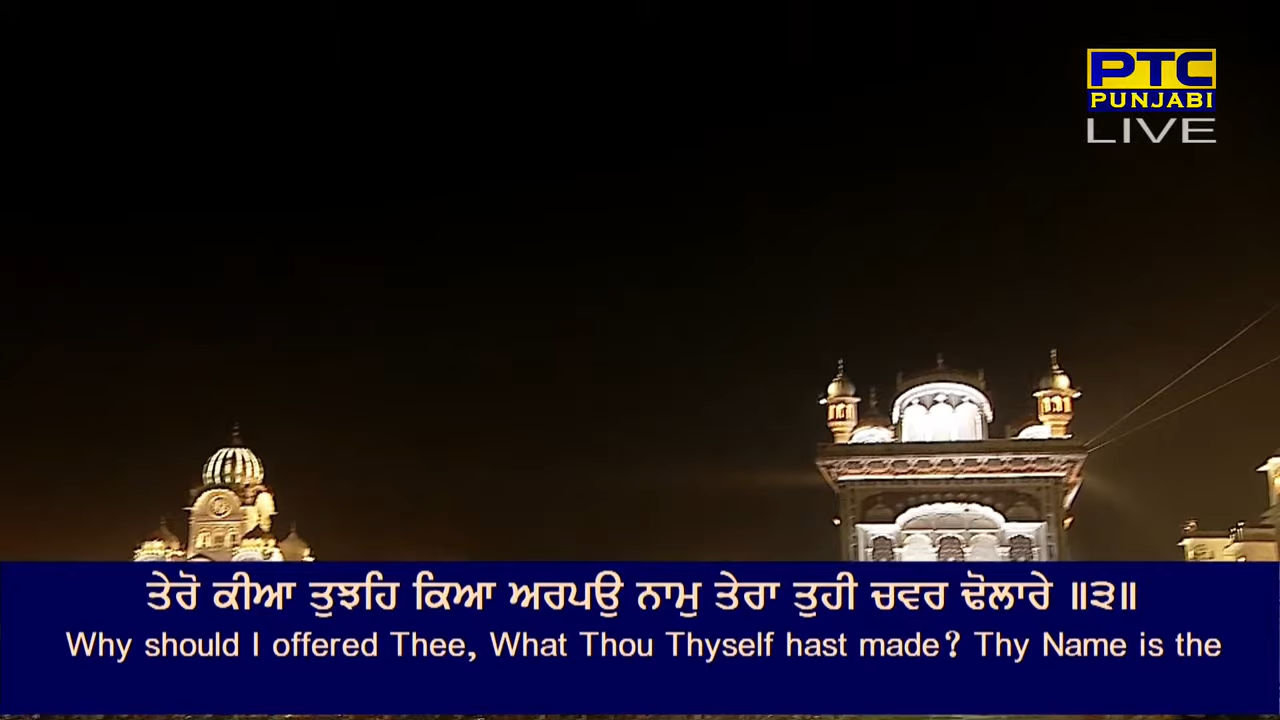 PTC
PUNJABI
LIVE
ਤੇਰੋ ਕੀਆ ਤੁਝਹਿ ਕਿਆ ਅਰਪਉ ਨਾਮੁ ਤੇਰਾ ਤੁਹੀ ਚਵਰ ਢੋਲਾਰੇ ॥੩॥
Why should I offered Thee, What Thou Thyself hast made? Thy Name is the